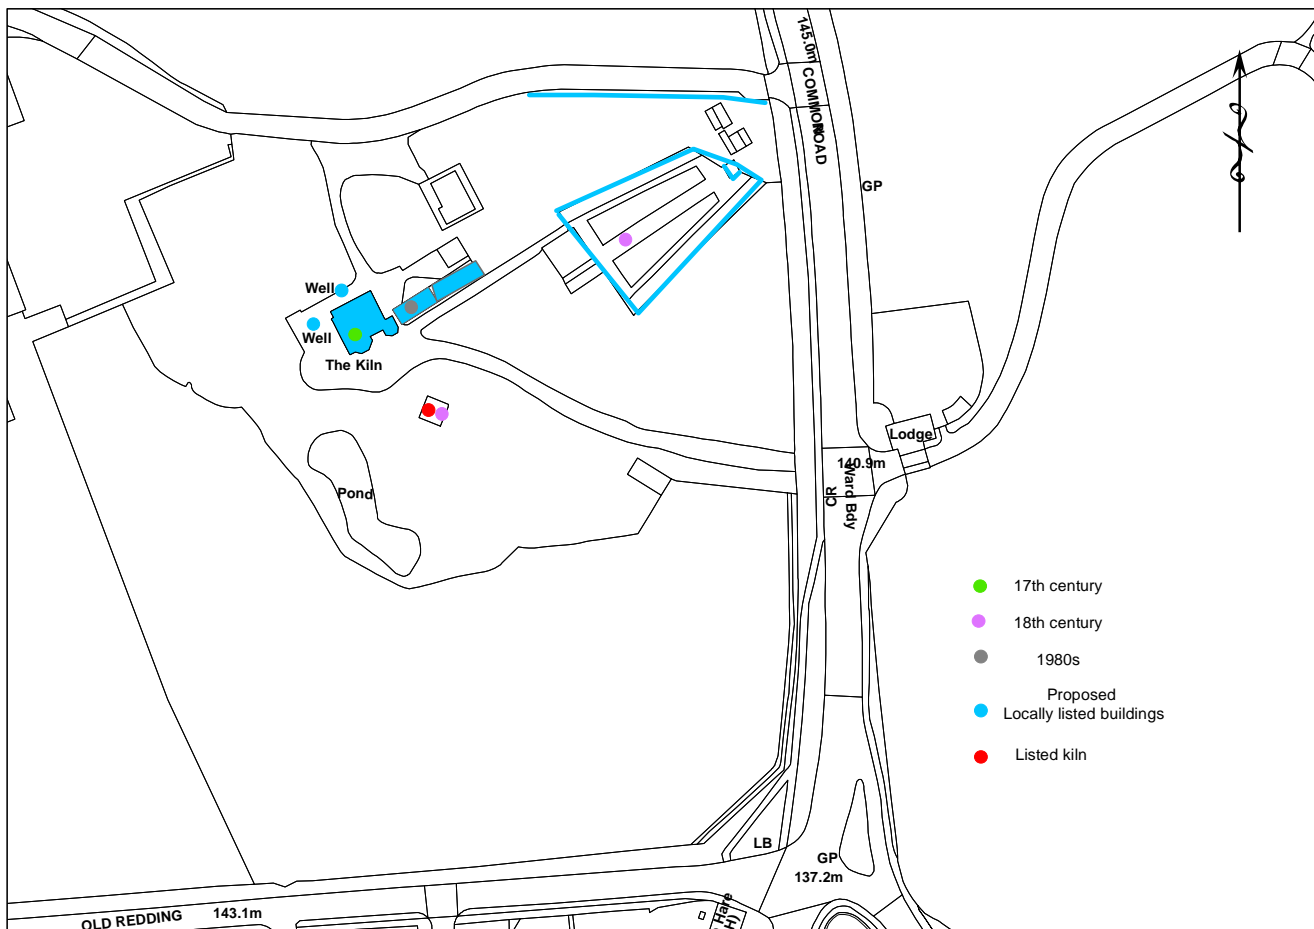 145.0m
COMMON ROAD
GP
Well
Well
The Kiln
Lodge
140.9m
Pond
CR
Ward Bdy
17th century
18th century
1980s
Proposed
Locally listed buildings
Listed kiln
LB
GP
137.2m
OLD REDDING
143.1m
Hare
H)